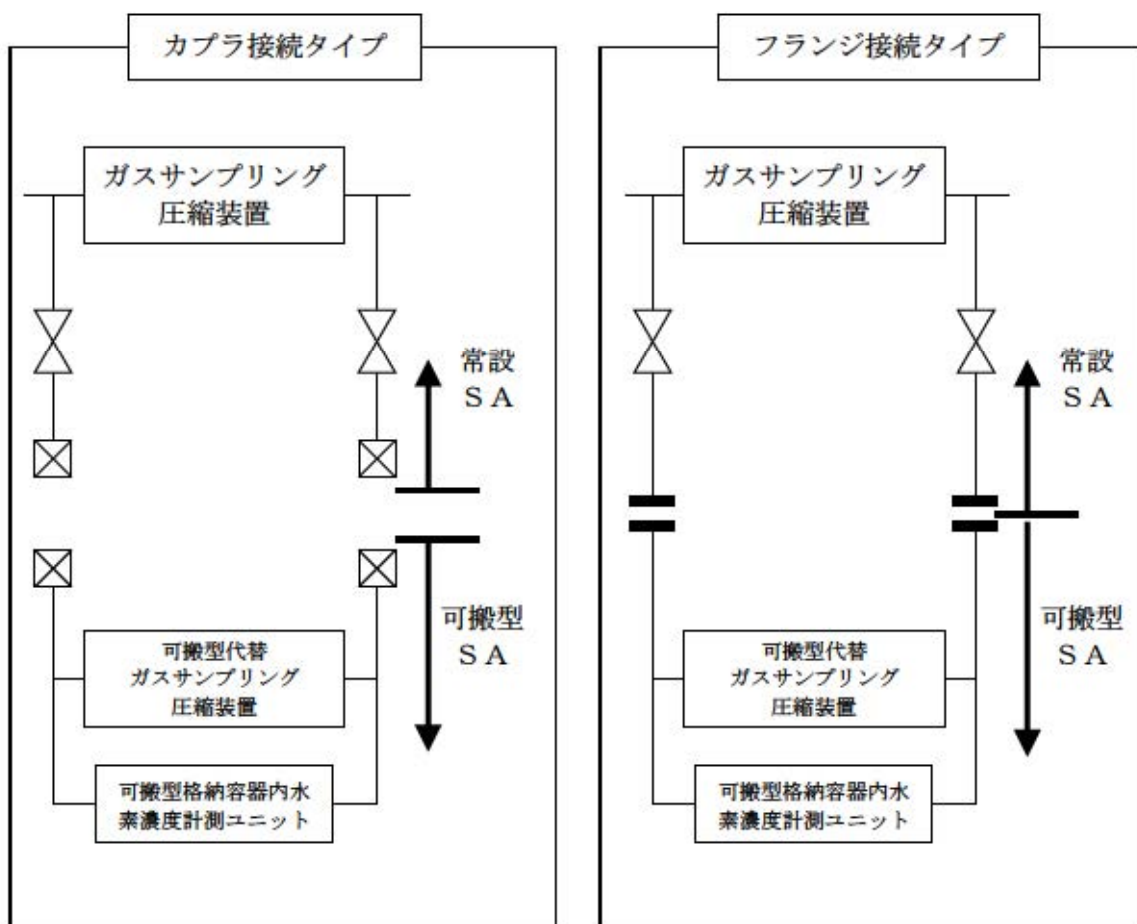 カプラ接続タイプ
ガスサンプリング
圧縮装置
常設
ＳＡ
可搬型
ＳＡ
可搬型代替
ガスサンプリング
圧縮装置
可搬型格納容器内水
素濃度計測ユニット
フランジ接続タイプ
ガスサンプリング
圧縮装置
常設
ＳＡ
可搬型
ＳＡ
可搬型代替
ガスサンプリング
圧縮装置
可搬型格納容器内水
素濃度計測ユニット